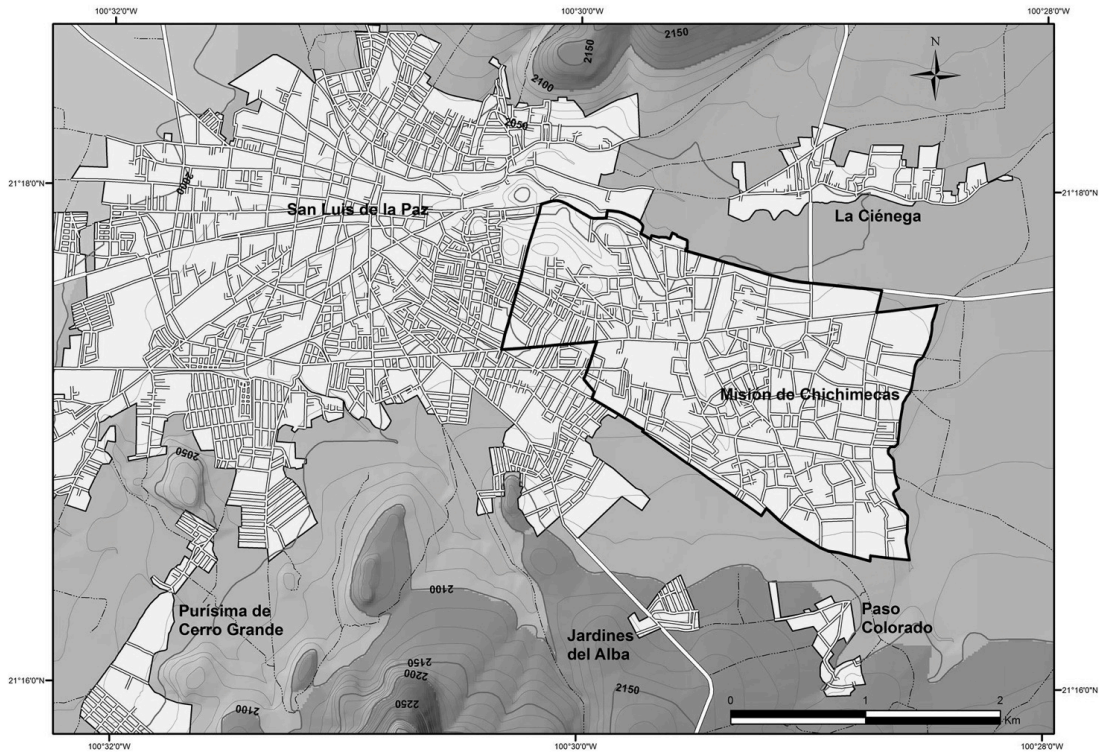 100°32'0"W
100°30'0"W
100°28'0"W
2150
2150
N
2100
2050
21°18'0"N
2000
21°18'0"N
San Luis de la Paz
La Ciénega
Misión de Chichimecas
2050
2100
Purísima de
Cerro Grande
Jardines
del Alba
Paso
Colorado
2150
2200
2250
2100
2150
21°16'0"N
21°16'0"N
0 1 2
Km
100°32'0"W
100°30'0"W
100°28'0"W